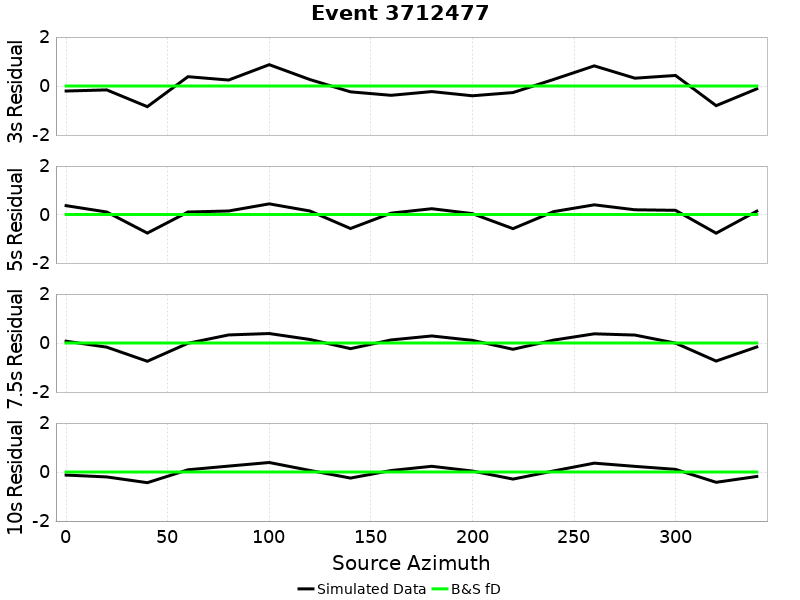 Event 3712477
3s Residual
2
0
-2
5s Residual
2
0
-2
7.5s Residual
2
0
-2
10s Residual
2
0
-2
0 50 100 150 200 250 300
Source Azimuth
Simulated Data B&S fD